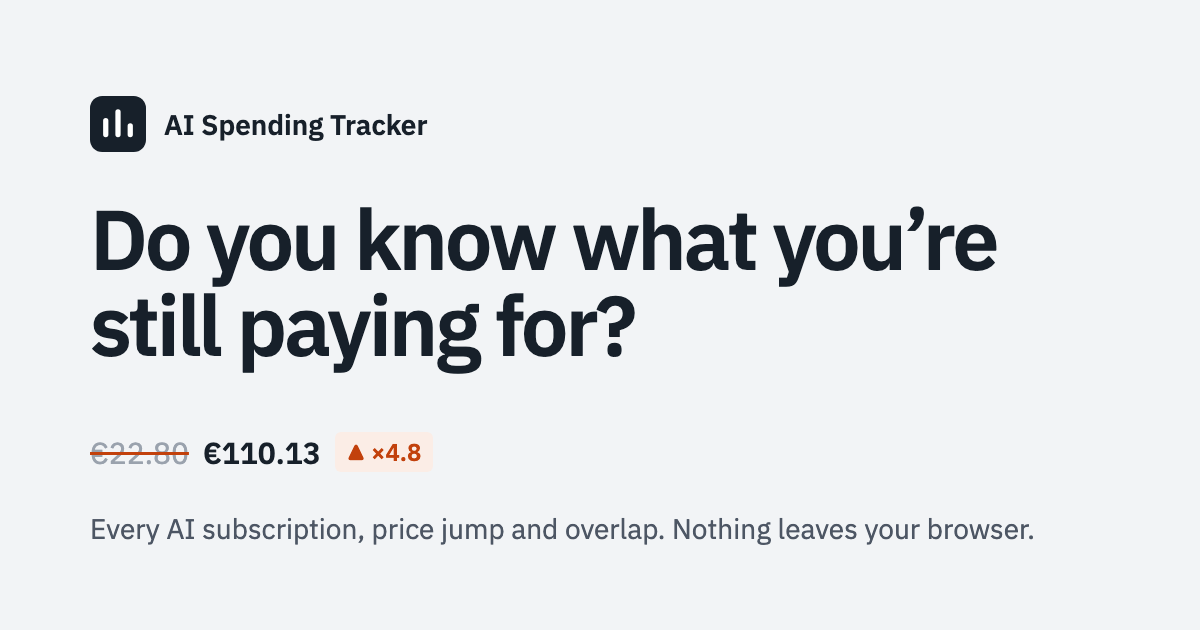 AI Spending Tracker
Do you know what you’re
still paying for?
€22.80 €110.13 ▲ ×4.8
Every AI subscription, price jump and overlap. Nothing leaves your browser.